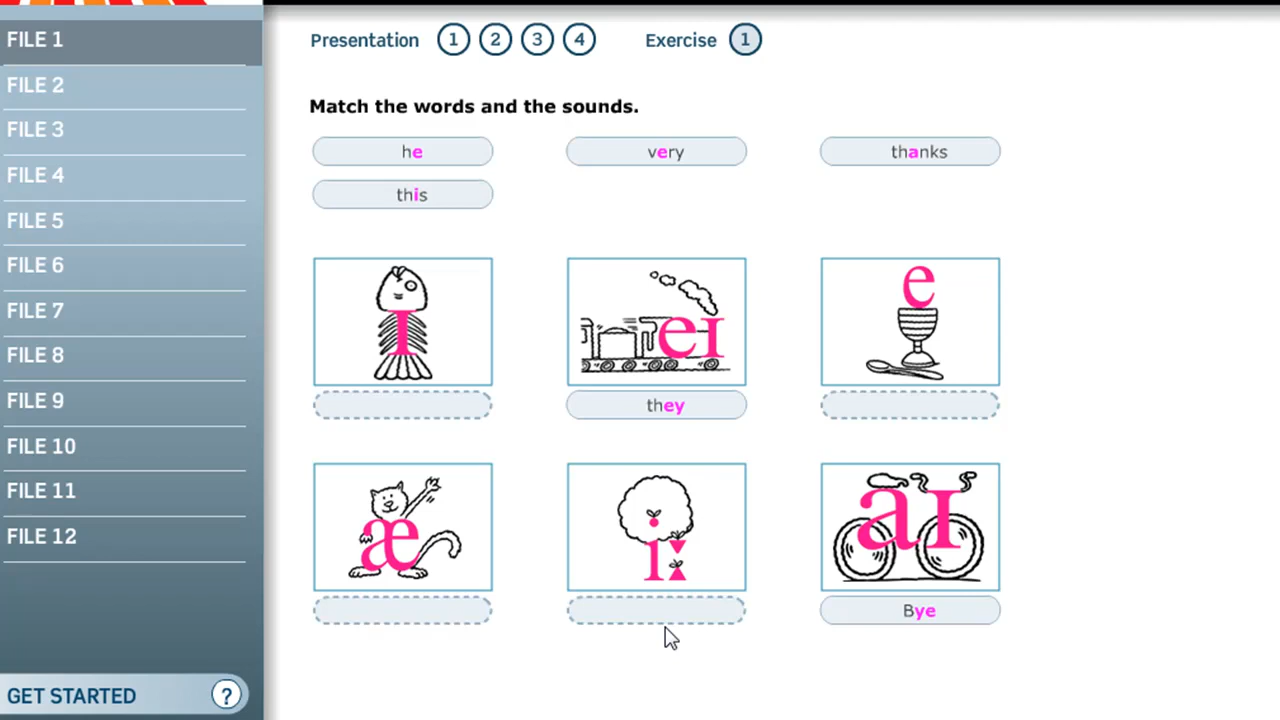 FILE 1
FILE 2
FILE 3
FILE 4
FILE 5
FILE 6
FILE 7
FILE 8
FILE 9
FILE 10
FILE 11
FILE 12
GET STARTED ?
Presentation 1 2 3 4 Exercise 1
Match the words and the sounds.
he very thanks
this
ɪ eɪ e
they
æ iː aɪ
Bye